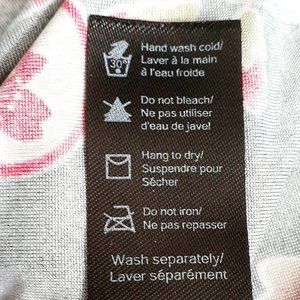 30°
Hand wash cold/
Laver à la main
à l'eau froide
Do not bleach/
Ne pas utiliser
d'eau de javel
Hang to dry/
Suspendre pour
Sécher
Do not iron/
Ne pas repasser
Wash separately/
Laver séparément